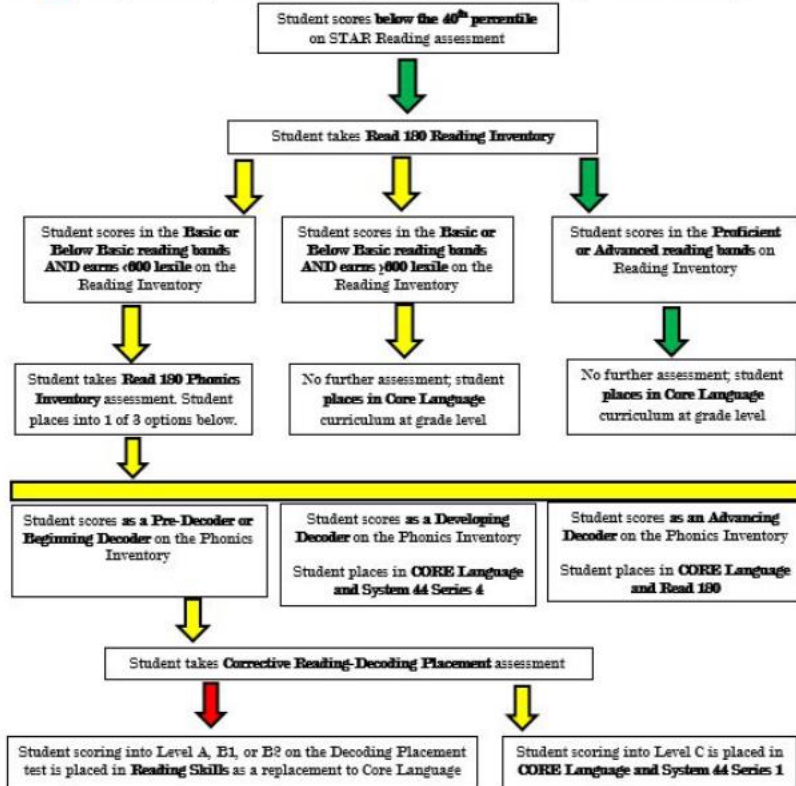 Student scores below the 40th percentile
on STAR Reading assessment
Student takes Read 180 Reading Inventory
Student scores in the Basic or
Below Basic reading bands
AND earns <600 lexile on the
Reading Inventory
Student scores in the Basic or
Below Basic reading bands
AND earns >600 lexile on the
Reading Inventory
Student scores in the Proficient
or Advanced reading bands on
Reading Inventory
Student takes Read 180 Phonics
Inventory assessment. Student
places into 1 of 3 options below.
No further assessment; student
places in Core Language
curriculum at grade level
No further assessment; student
places in Core Language
curriculum at grade level
Student scores as a Pre-Decoder or
Beginning Decoder on the Phonics
Inventory
Student scores as a Developing
Decoder on the Phonics Inventory
Student places in CORE Language
and System 44 Series 4
Student scores as an Advancing
Decoder on the Phonics Inventory
Student places in CORE Language
and Read 180
Student takes Corrective Reading-Decoding Placement assessment
Student scoring into Level A, B1, or B2 on the Decoding Placement
test is placed in Reading Skills as a replacement to Core Language
Student scoring into Level C is placed in
CORE Language and System 44 Series 1